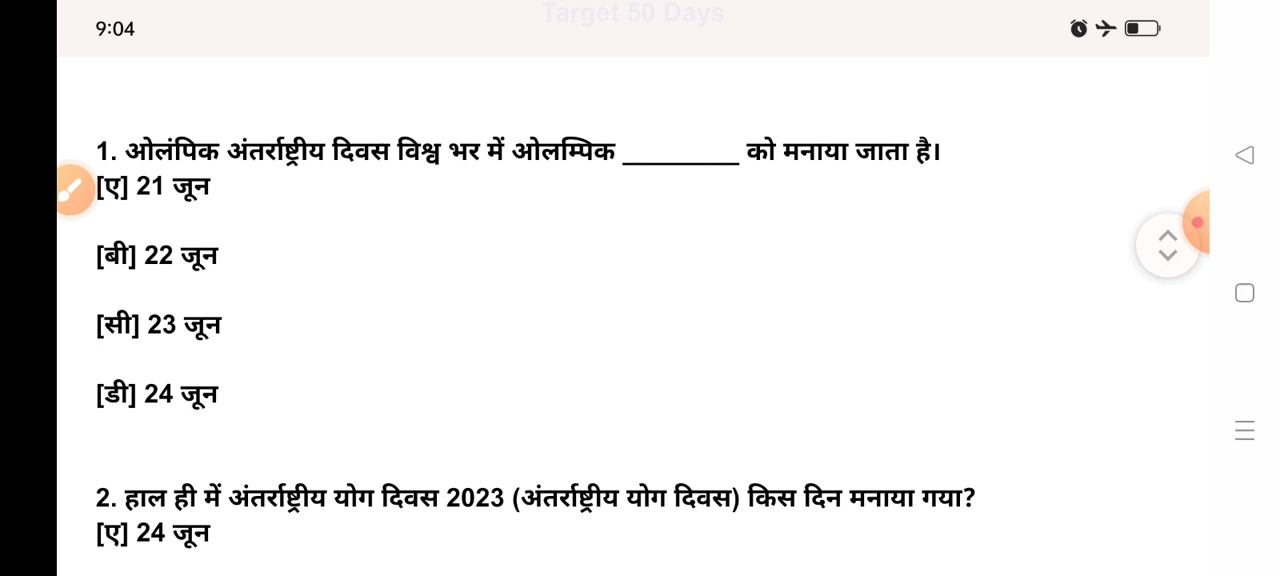 Target 50 Days
9:04
1. ओलंपिक अंतर्राष्ट्रीय दिवस विश्व भर में ओलम्पिक ________ को मनाया जाता है।
[ए] 21 जून
[बी] 22 जून
[सी] 23 जून
[डी] 24 जून
2. हाल ही में अंतर्राष्ट्रीय योग दिवस 2023 (अंतर्राष्ट्रीय योग दिवस) किस दिन मनाया गया?
[ए] 24 जून